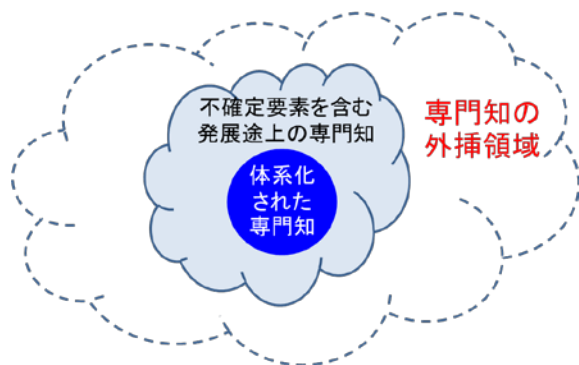 不確定要素を含む
発展途上の専門知
体系化
された
専門知
専門知の
外挿領域